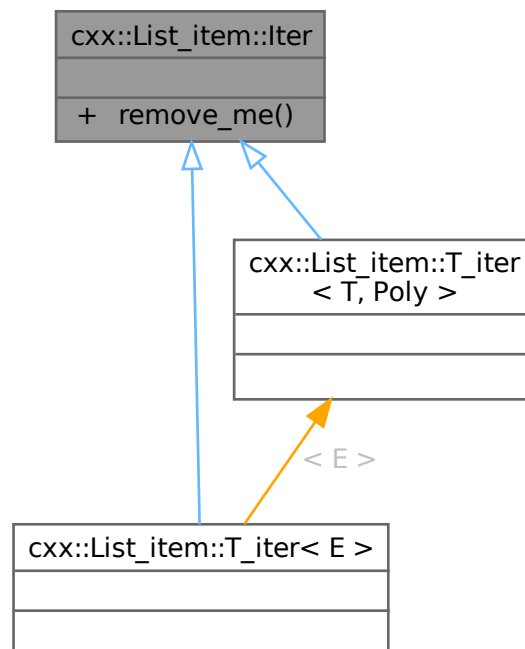 cxx::List_item::Iter
+ remove_me()
cxx::List_item::T_iter
< T, Poly >
< E >
cxx::List_item::T_iter< E >